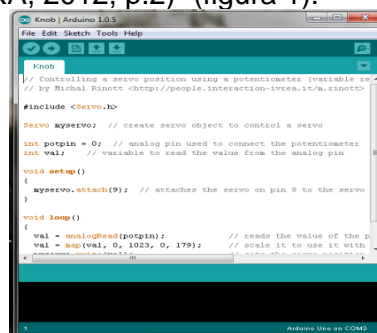 KA, 2012, p.2) (figura 1).
Knob | Arduino 1.0.5
File Edit Sketch Tools Help
Knob
// Controlling a servo position using a potentiometer (variable re
// by Michal Rinott <http://people.interaction-ivrea.it/m.rinott>
#include <Servo.h>
Servo myservo;  // create servo object to control a servo
int potpin = 0;  // analog pin used to connect the potentiometer
int val;    // variable to read the value from the analog pin
void setup()
{
  myservo.attach(9);  // attaches the servo on pin 9 to the servo
}
void loop()
{
  val = analogRead(potpin);            // reads the value of the p
  val = map(val, 0, 1023, 0, 179);     // scale it to use it with
1
Arduino Uno on COM3